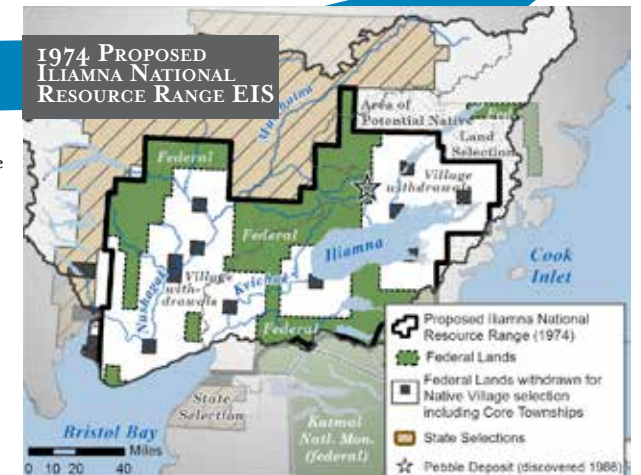 1974 Proposed
Iliamna National
Resource Range EIS
e
Mulchatna
Area of
Potential Native
Land
Selection
Federal
Village
withdrawals
Federal
Iliamna
Cook
Inlet
Nushagak
Village
with-
drawals
Kvichak
Federal
State
Selection
Katmai
Natl. Mon.
(federal)
Bristol Bay
Miles
0 10 20 40
Proposed Iliamna National
Resource Range (1974)
Federal Lands
Federal Lands withdrawn for
Native Village selection
including Core Townships
State Selections
Pebble Deposit (discovered 1988)